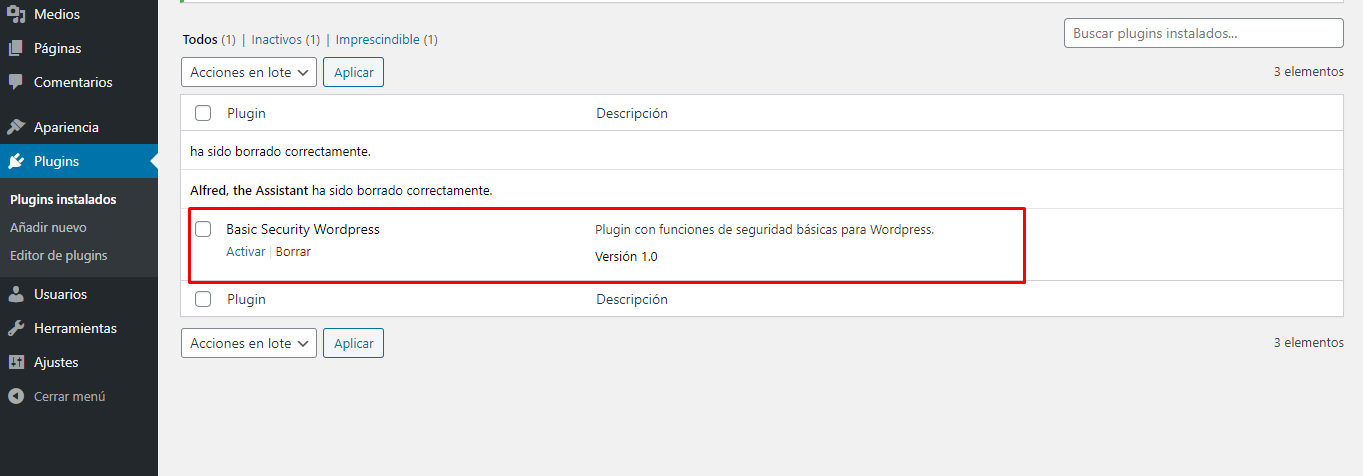 Medios
Páginas
Comentarios
Apariencia
Plugins
Plugins instalados
Añadir nuevo
Editor de plugins
Usuarios
Herramientas
Ajustes
Cerrar menú
Todos (1) | Inactivos (1) | Imprescindible (1)
Buscar plugins instalados...
Acciones en lote Aplicar
3 elementos
Plugin Descripción
ha sido borrado correctamente.
Alfred, the Assistant ha sido borrado correctamente.
Basic Security Wordpress Plugin con funciones de seguridad básicas para Wordpress.
Activar | Borrar Versión 1.0
Plugin Descripción
Acciones en lote Aplicar
3 elementos